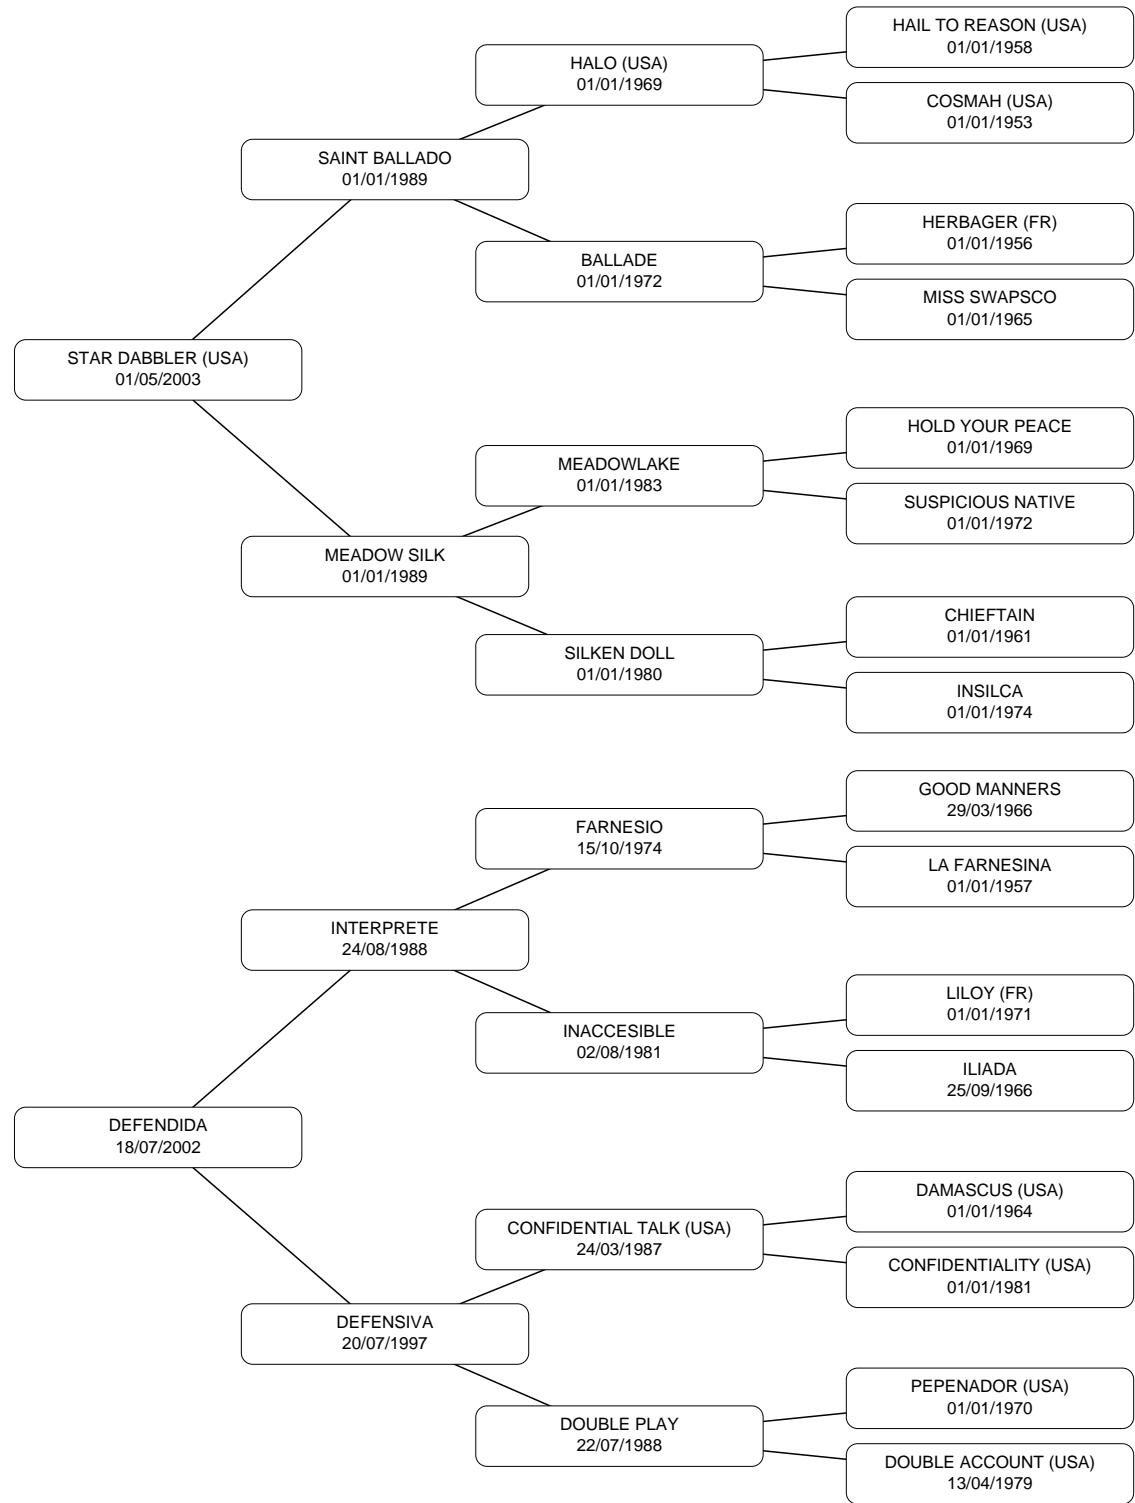 HAIL TO REASON (USA)
01/01/1958
HALO (USA)
01/01/1969
COSMAH (USA)
01/01/1953
SAINT BALLADO
01/01/1989
HERBAGER (FR)
01/01/1956
BALLADE
01/01/1972
MISS SWAPSCO
01/01/1965
STAR DABBLER (USA)
01/05/2003
HOLD YOUR PEACE
01/01/1969
MEADOWLAKE
01/01/1983
SUSPICIOUS NATIVE
01/01/1972
MEADOW SILK
01/01/1989
CHIEFTAIN
01/01/1961
SILKEN DOLL
01/01/1980
INSILCA
01/01/1974
GOOD MANNERS
29/03/1966
FARNESIO
15/10/1974
LA FARNESINA
01/01/1957
INTERPRETE
24/08/1988
LILOY (FR)
01/01/1971
INACCESIBLE
02/08/1981
ILIADA
25/09/1966
DEFENDIDA
18/07/2002
DAMASCUS (USA)
01/01/1964
CONFIDENTIAL TALK (USA)
24/03/1987
CONFIDENTIALITY (USA)
01/01/1981
DEFENSIVA
20/07/1997
PEPENADOR (USA)
01/01/1970
DOUBLE PLAY
22/07/1988
DOUBLE ACCOUNT (USA)
13/04/1979